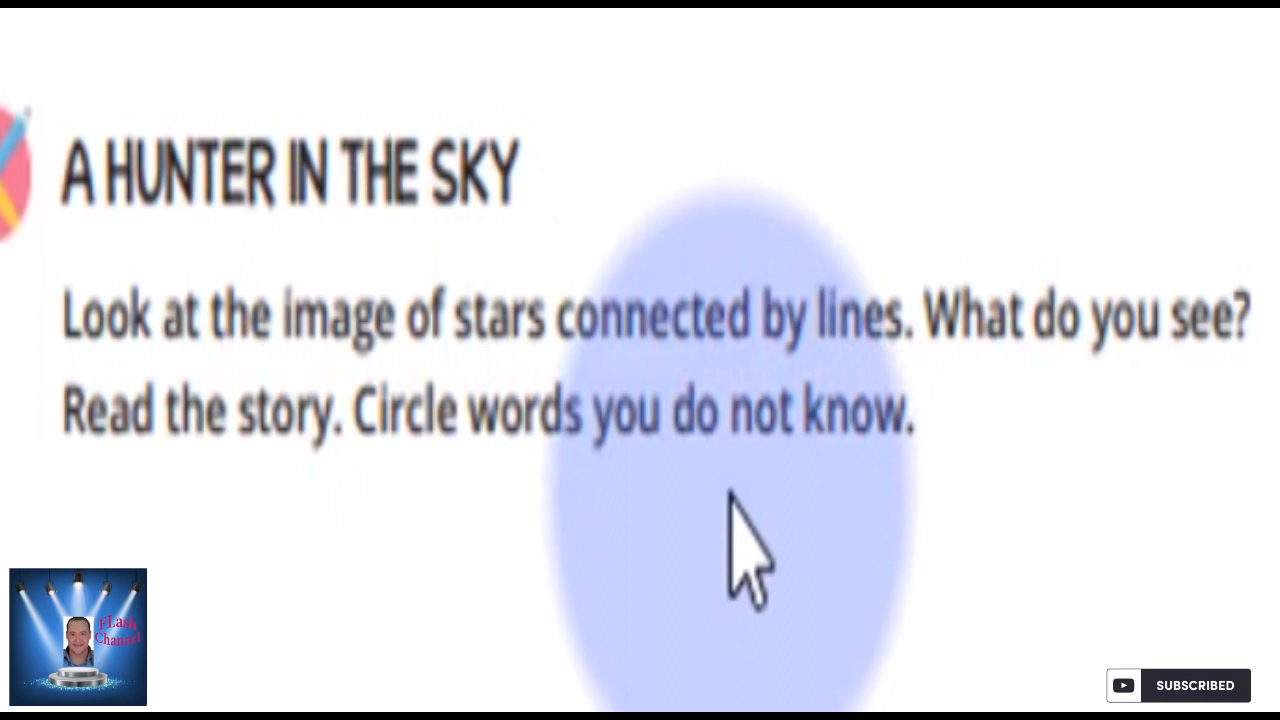 A HUNTER IN THE SKY
Look at the image of stars connected by lines. What do you see?
Read the story. Circle words you do not know.
FLash
Channel
SUBSCRIBED